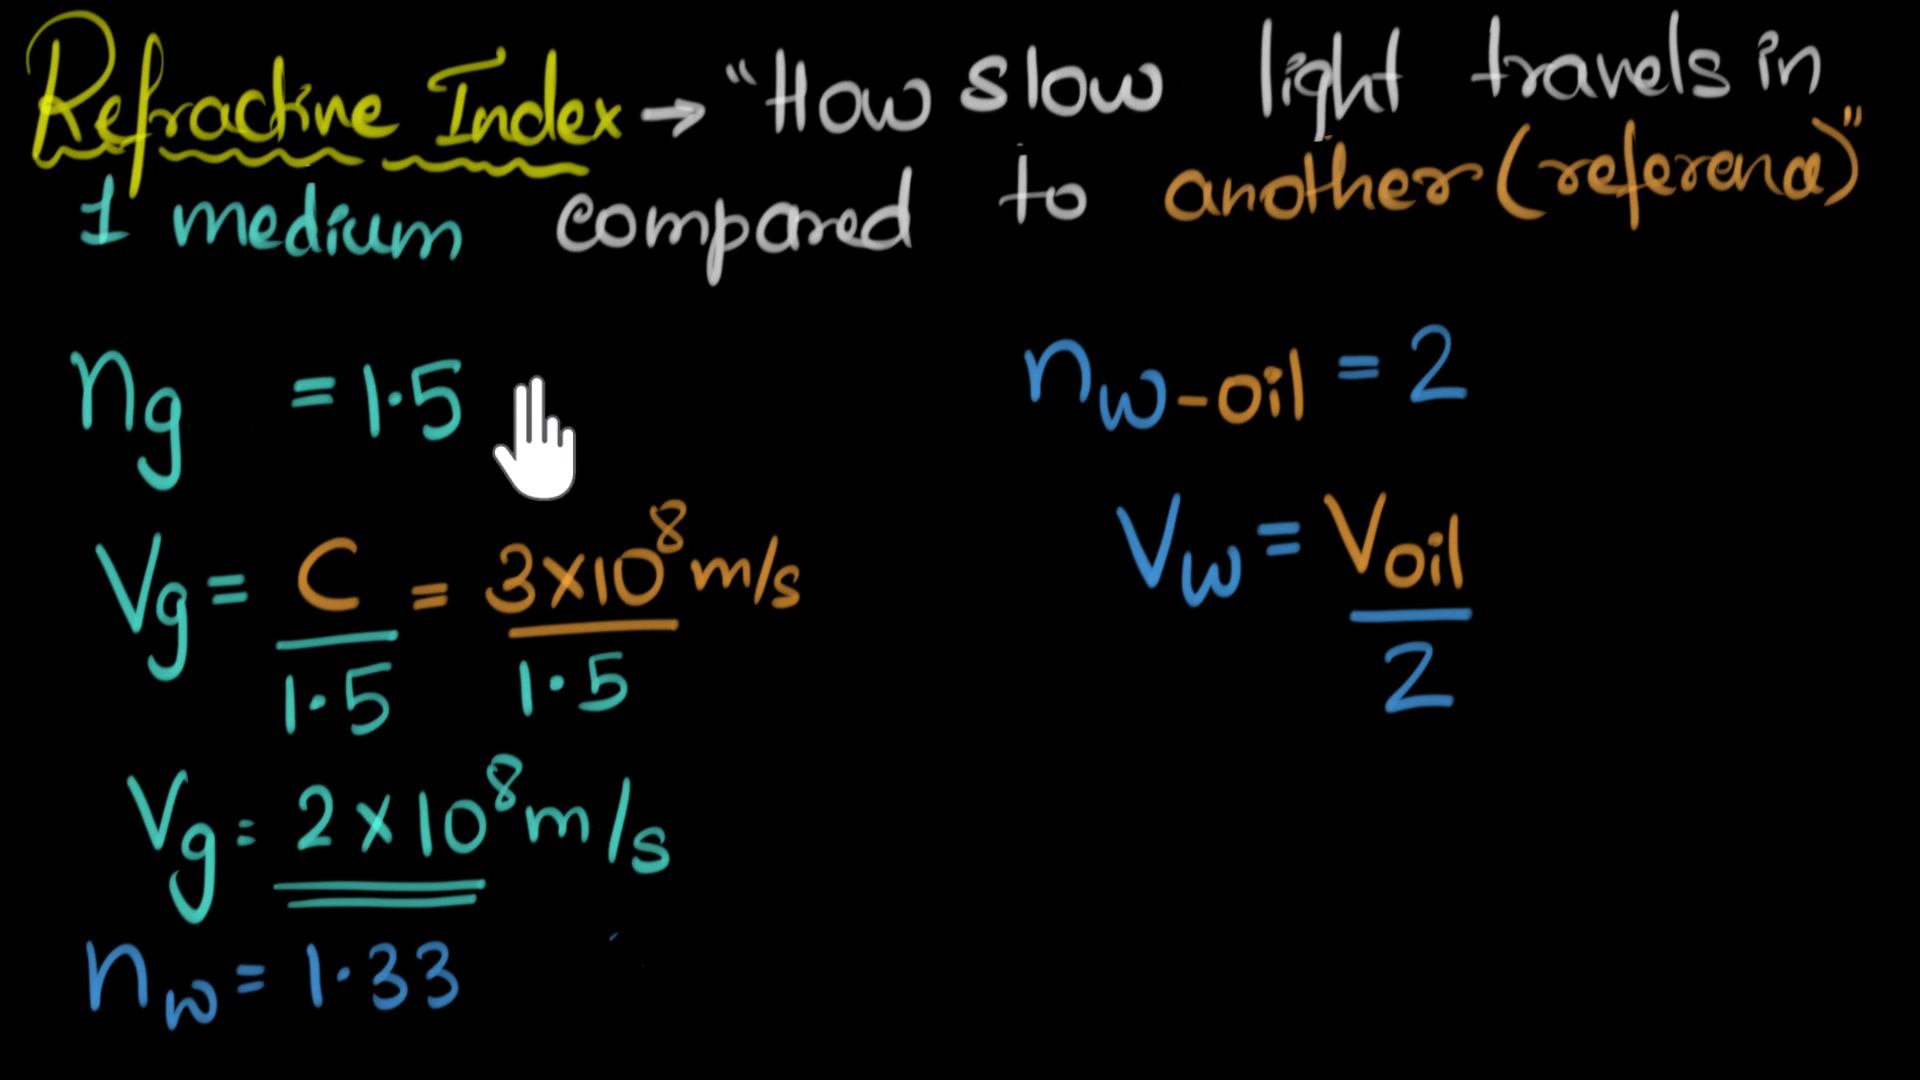 Refractive Index → "How slow light travels in
1 medium compared to another (reference)"
ng = 1.5
Vg = C/1.5 = 3×10⁸ m/s / 1.5
Vg = 2×10⁸ m/s
nw = 1.33
nw-oil = 2
Vw = Voil/2